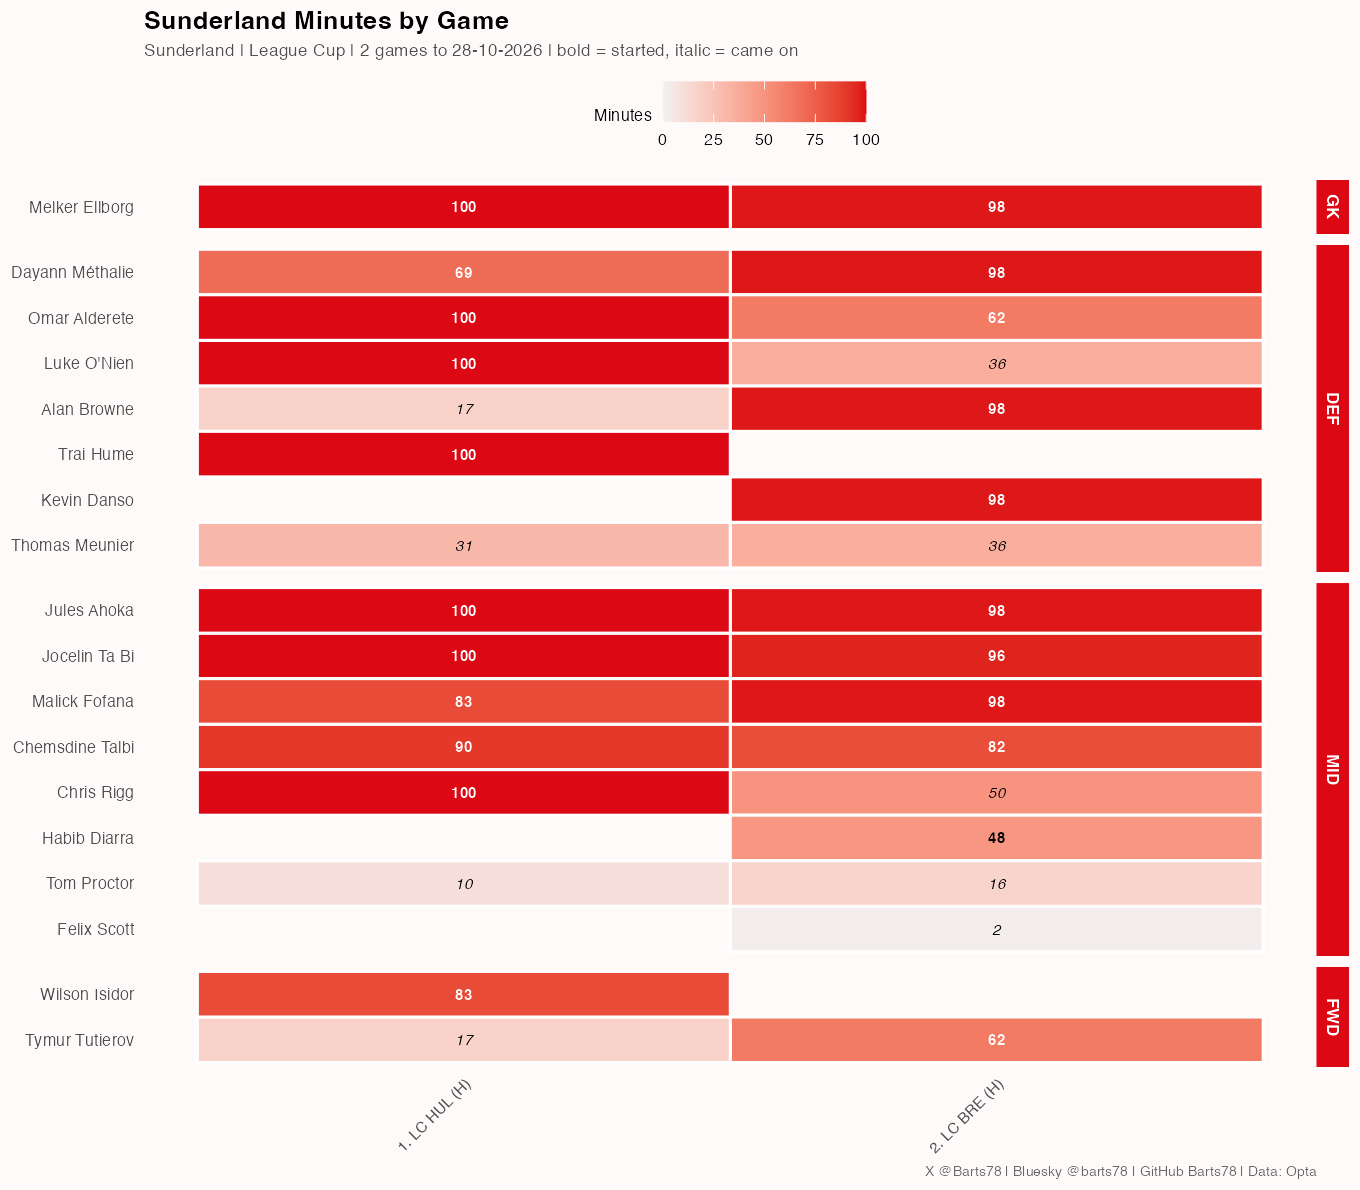 Sunderland Minutes by Game
Sunderland | League Cup | 2 games to 28-10-2026 | bold = started, italic = came on
Minutes
0 25 50 75 100
Melker Ellborg 100 98
GK
Dayann Méthalie 69 98
Omar Alderete 100 62
Luke O'Nien 100 36
Alan Browne 17 98
Trai Hume 100
Kevin Danso 98
Thomas Meunier 31 36
DEF
Jules Ahoka 100 98
Jocelin Ta Bi 100 96
Malick Fofana 83 98
Chemsdine Talbi 90 82
Chris Rigg 100 50
Habib Diarra 48
Tom Proctor 10 16
Felix Scott 2
MID
Wilson Isidor 83
Tymur Tutierov 17 62
FWD
1. LC HUL (H)
2. LC BRE (H)
X @Barts78 | Bluesky @barts78 | GitHub Barts78 | Data: Opta